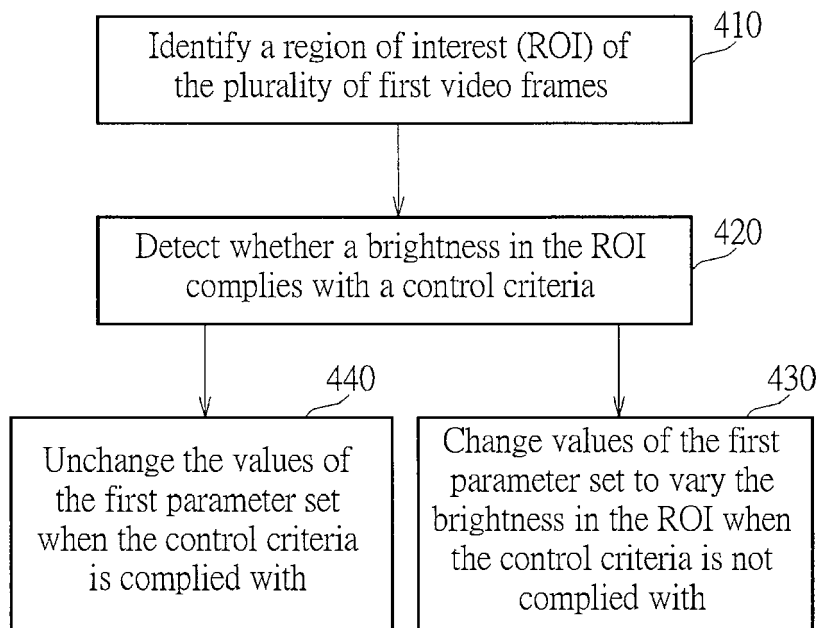 410
Identify a region of interest (ROI) of
the plurality of first video frames
420
Detect whether a brightness in the ROI
complies with a control criteria
440
Unchange the values of
the first parameter set
when the control criteria
is complied with
430
Change values of the first
parameter set to vary the
brightness in the ROI when
the control criteria is not
complied with